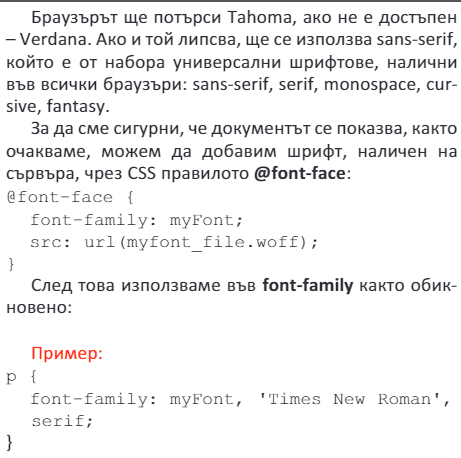 Браузърът ще потърси Tahoma, ако не е достъпен
– Verdana. Ако и той липсва, ще се използва sans-serif,
който е от набора универсални шрифтове, налични
във всички браузъри: sans-serif, serif, monospace, cur-
sive, fantasy.
За да сме сигурни, че документът се показва, както
очакваме, можем да добавим шрифт, наличен на
сървъра, чрез CSS правилото @font-face:
@font-face {
font-family: myFont;
src: url(myfont_file.woff);
}
След това използваме във font-family както обик-
новено:
Пример:
p {
font-family: myFont, 'Times New Roman',
serif;
}